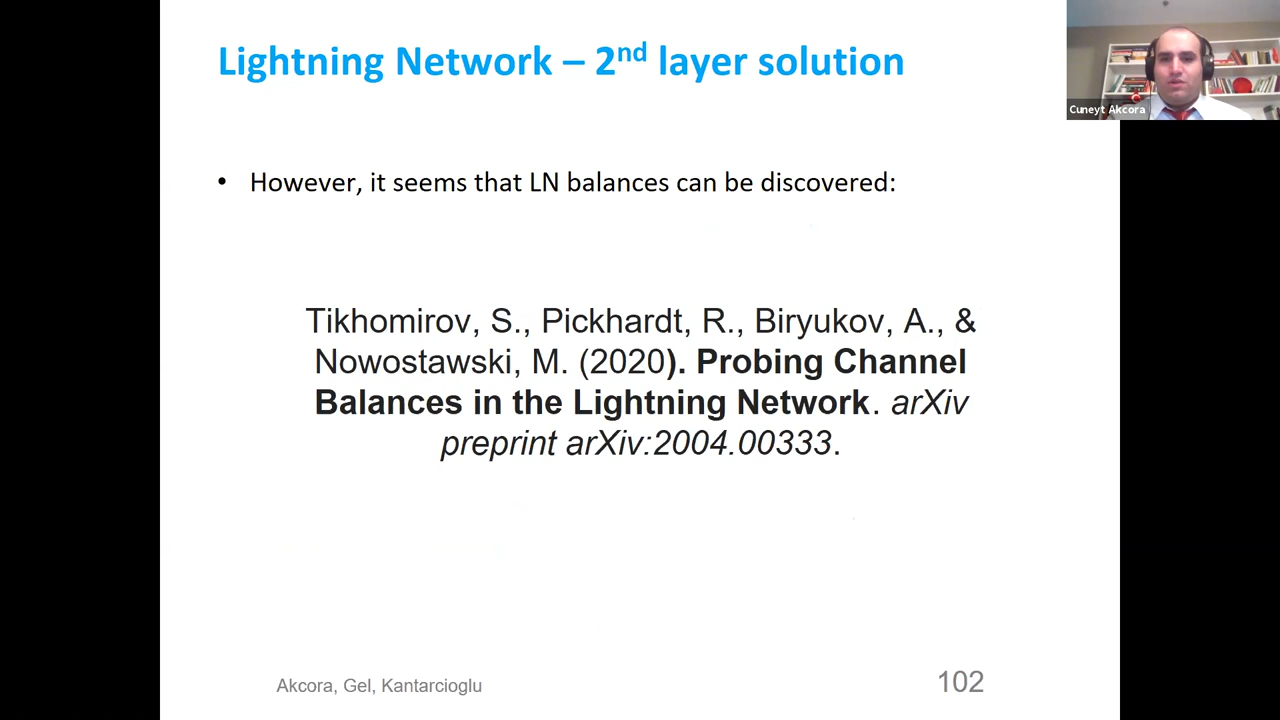 Lightning Network – 2nd layer solution
Cuneyt Akcora
• However, it seems that LN balances can be discovered:
Tikhomirov, S., Pickhardt, R., Biryukov, A., &
Nowostawski, M. (2020). Probing Channel
Balances in the Lightning Network. arXiv
preprint arXiv:2004.00333.
Akcora, Gel, Kantarcioglu
102